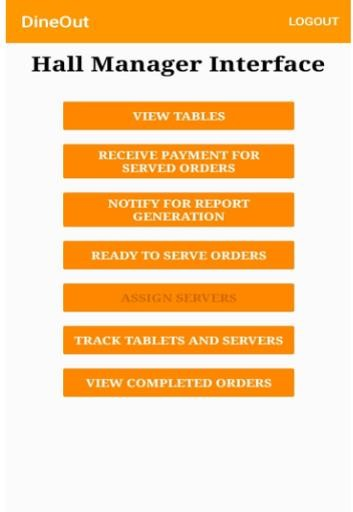 DineOut
LOGOUT
Hall Manager Interface
VIEW TABLES
RECEIVE PAYMENT FOR
SERVED ORDERS
NOTIFY FOR REPORT
GENERATION
READY TO SERVE ORDERS
ASSIGN SERVERS
TRACK TABLETS AND SERVERS
VIEW COMPLETED ORDERS